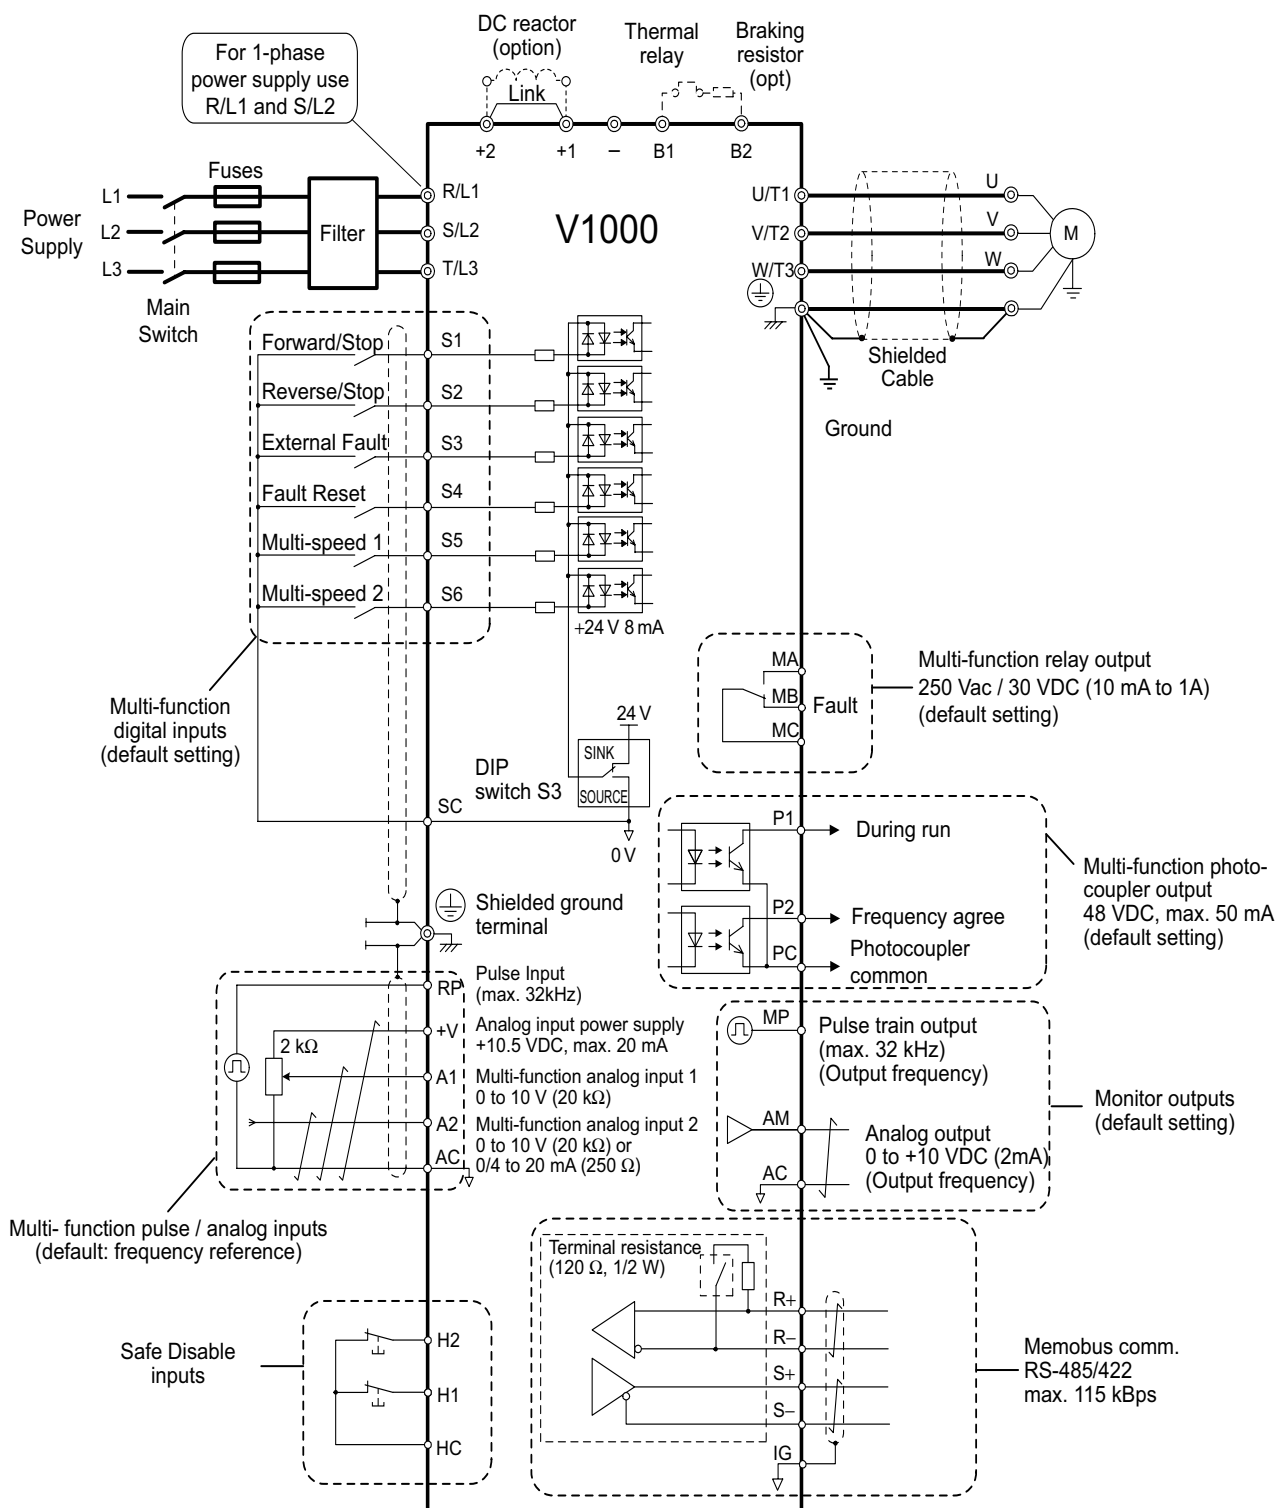 DC reactor
(option)
Thermal
relay
Braking
resistor
(opt)
For 1-phase
power supply use
R/L1 and S/L2
Link
+2
+1
–
B1
B2
Fuses
Power
Supply
L1
L2
L3
Filter
Main
Switch
R/L1
S/L2
T/L3
V1000
U/T1
V/T2
W/T3
U
V
W
M
Shielded
Cable
Ground
Forward/Stop
S1
Reverse/Stop
S2
External Fault
S3
Fault Reset
S4
Multi-speed 1
S5
Multi-speed 2
S6
+24 V 8 mA
Multi-function
digital inputs
(default setting)
24 V
SINK
SOURCE
DIP
switch S3
SC
0 V
MA
MB
MC
Fault
Multi-function relay output
250 Vac / 30 VDC (10 mA to 1A)
(default setting)
P1
During run
P2
Frequency agree
PC
Photocoupler
common
Multi-function photo-
coupler output
48 VDC, max. 50 mA
(default setting)
Shielded ground
terminal
RP
Pulse Input
(max. 32kHz)
+V
Analog input power supply
+10.5 VDC, max. 20 mA
2 kΩ
A1
Multi-function analog input 1
0 to 10 V (20 kΩ)
A2
Multi-function analog input 2
0 to 10 V (20 kΩ) or
0/4 to 20 mA (250 Ω)
AC
Multi- function pulse / analog inputs
(default: frequency reference)
MP
Pulse train output
(max. 32 kHz)
(Output frequency)
AM
Analog output
0 to +10 VDC (2mA)
(Output frequency)
AC
Monitor outputs
(default setting)
Safe Disable
inputs
H2
H1
HC
Terminal resistance
(120 Ω, 1/2 W)
R+
R–
S+
S–
IG
Memobus comm.
RS-485/422
max. 115 kBps